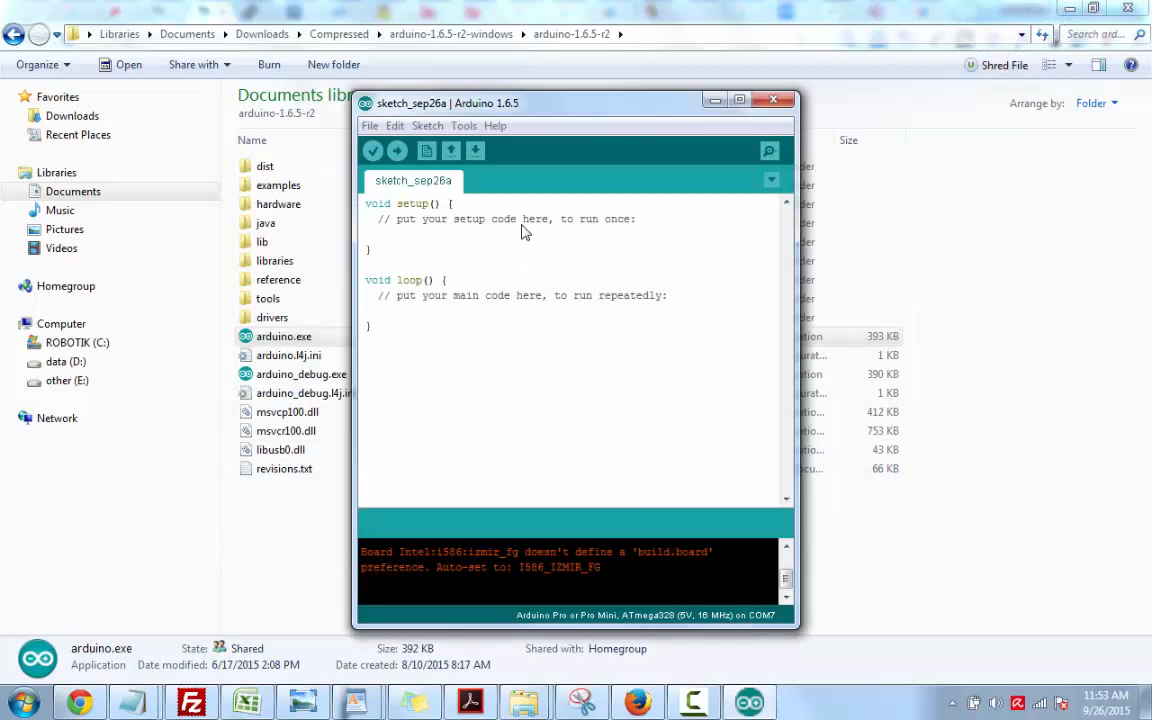 Libraries
Documents
Downloads
Compressed
arduino-1.6.5-r2-windows
arduino-1.6.5-r2
Search ard...
Organize
Open
Share with
Burn
New folder
Shred File
Favorites
Downloads
Recent Places
Libraries
Documents
Music
Pictures
Videos
Homegroup
Computer
ROBOTIK (C:)
data (D:)
other (E:)
Network
Documents libr
arduino-1.6.5-r2
Arrange by: Folder
Name
Size
dist
examples
hardware
java
lib
libraries
reference
tools
drivers
arduino.exe
393 KB
arduino.l4j.ini
1 KB
arduino_debug.exe
390 KB
arduino_debug.l4j.in
1 KB
msvcp100.dll
412 KB
msvcr100.dll
753 KB
libusb0.dll
43 KB
revisions.txt
66 KB
sketch_sep26a | Arduino 1.6.5
File Edit Sketch Tools Help
sketch_sep26a
void setup() {
// put your setup code here, to run once:
}
void loop() {
// put your main code here, to run repeatedly:
}
Board Intel:i586:izmir_fg doesn't define a 'build.board'
preference. Auto-set to: I586_IZMIR_FG
Arduino Pro or Pro Mini, ATmega328 (5V, 16 MHz) on COM7
arduino.exe
State: Shared
Size: 392 KB
Shared with: Homegroup
Application
Date modified: 6/17/2015 2:08 PM
Date created: 8/10/2015 8:17 AM
11:53 AM
9/26/2015